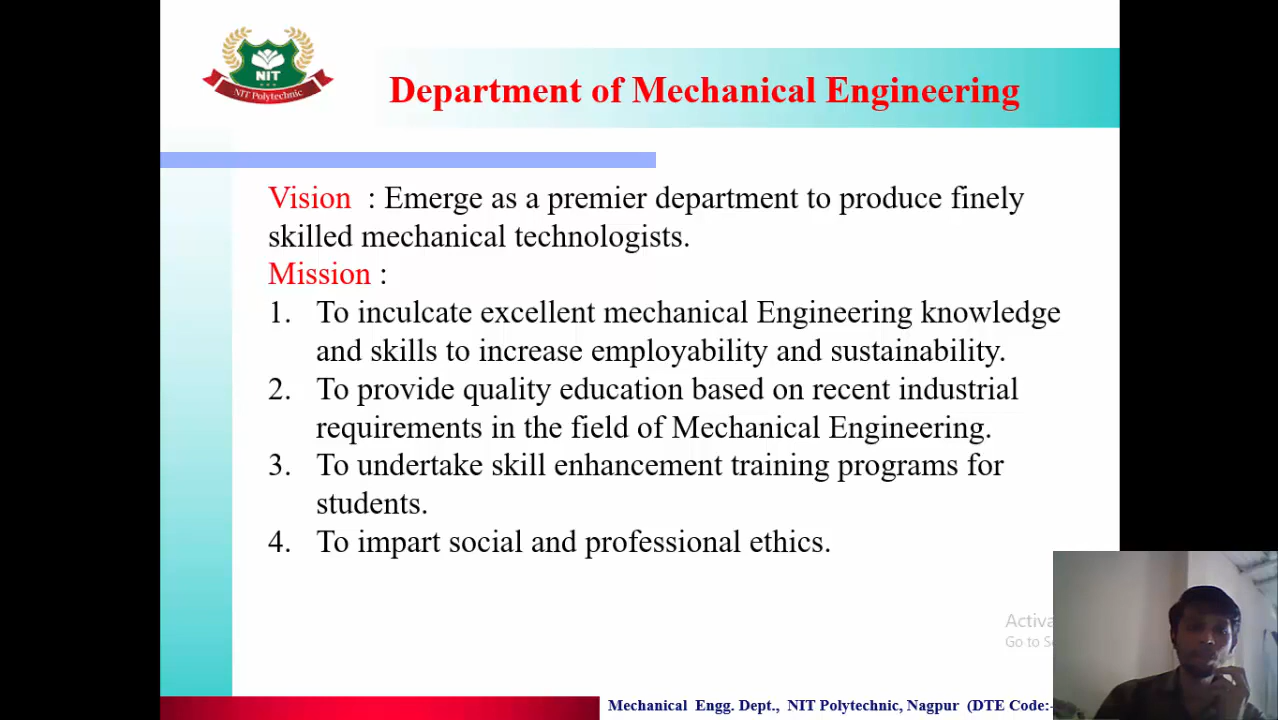 NIT
NIT Polytechnic
Department of Mechanical Engineering
Vision : Emerge as a premier department to produce finely
skilled mechanical technologists.
Mission :
1. To inculcate excellent mechanical Engineering knowledge
and skills to increase employability and sustainability.
2. To provide quality education based on recent industrial
requirements in the field of Mechanical Engineering.
3. To undertake skill enhancement training programs for
students.
4. To impart social and professional ethics.
Activa
Go to S
Mechanical Engg. Dept., NIT Polytechnic, Nagpur (DTE Code:-